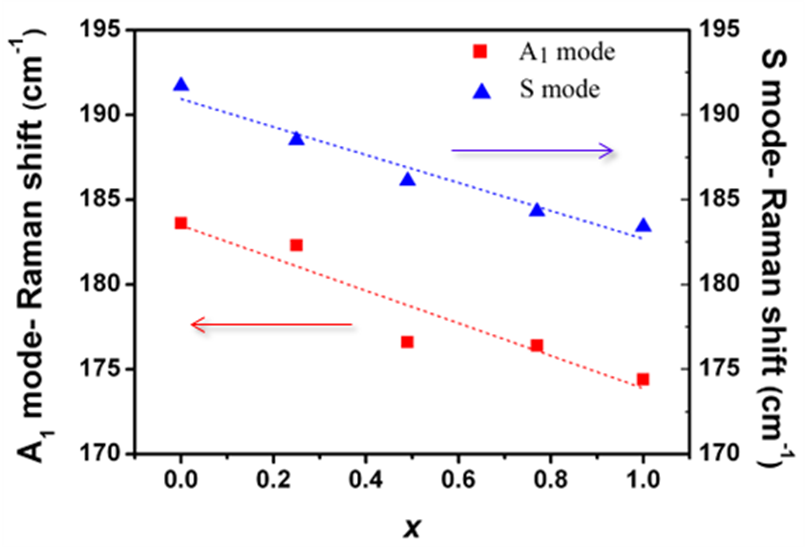 A1 mode- Raman shift (cm-1)
195
190
185
180
175
170
A1 mode
S mode
195
190
185
180
175
170
S mode- Raman shift (cm-1)
0.0 0.2 0.4 0.6 0.8 1.0
x